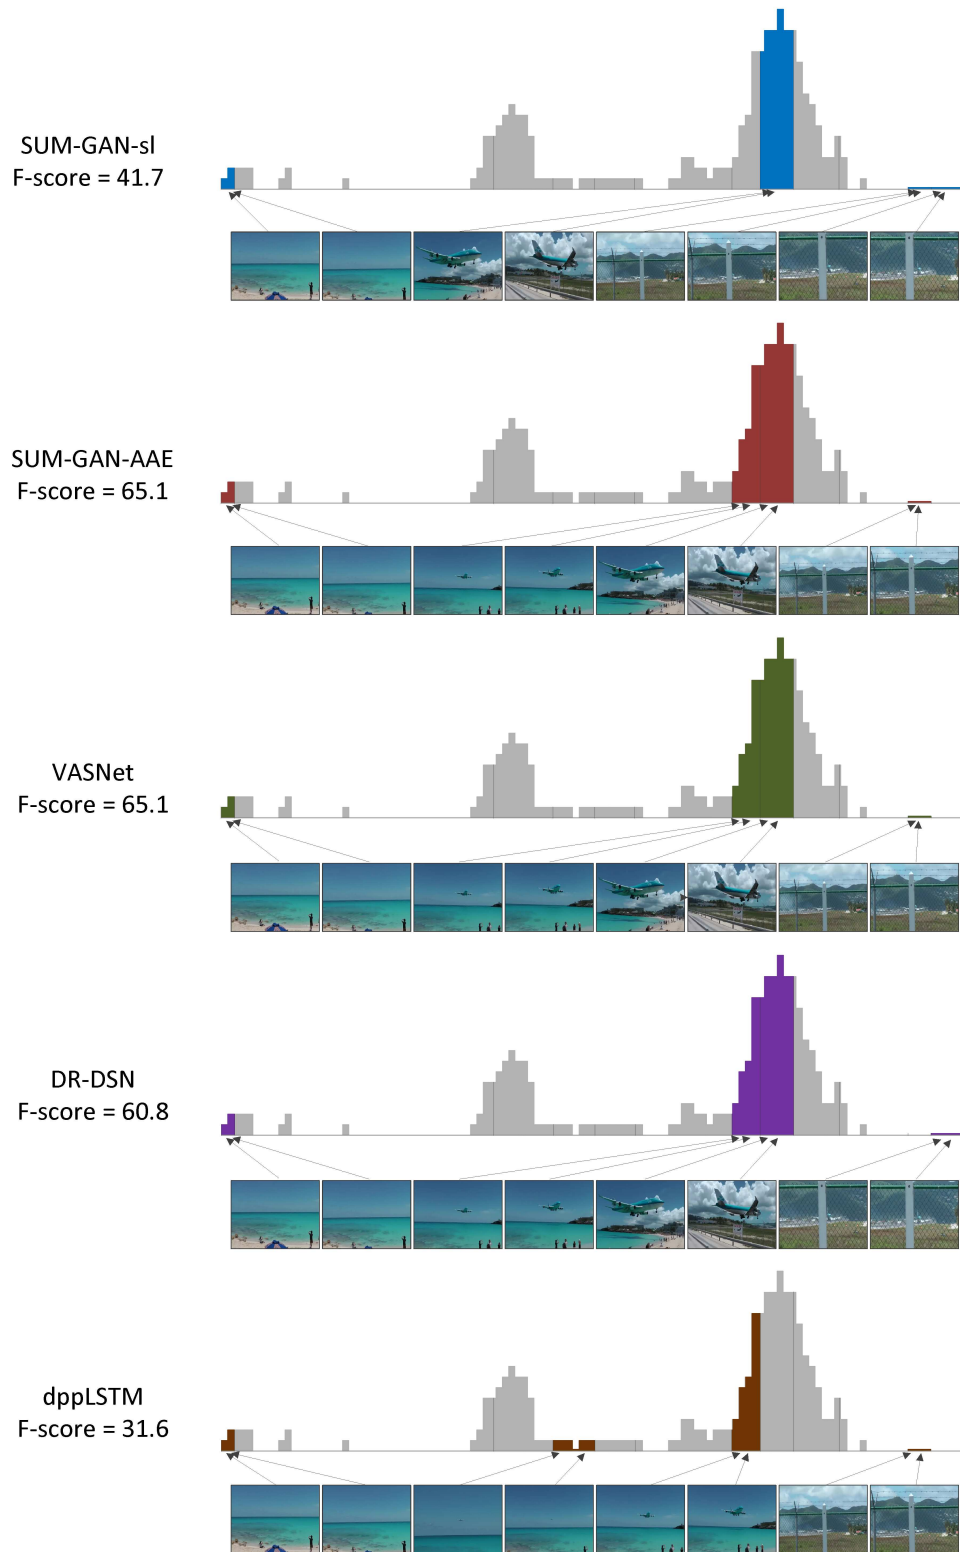 SUM-GAN-sl
F-score = 41.7
SUM-GAN-AAE
F-score = 65.1
VASNet
F-score = 65.1
DR-DSN
F-score = 60.8
dppLSTM
F-score = 31.6